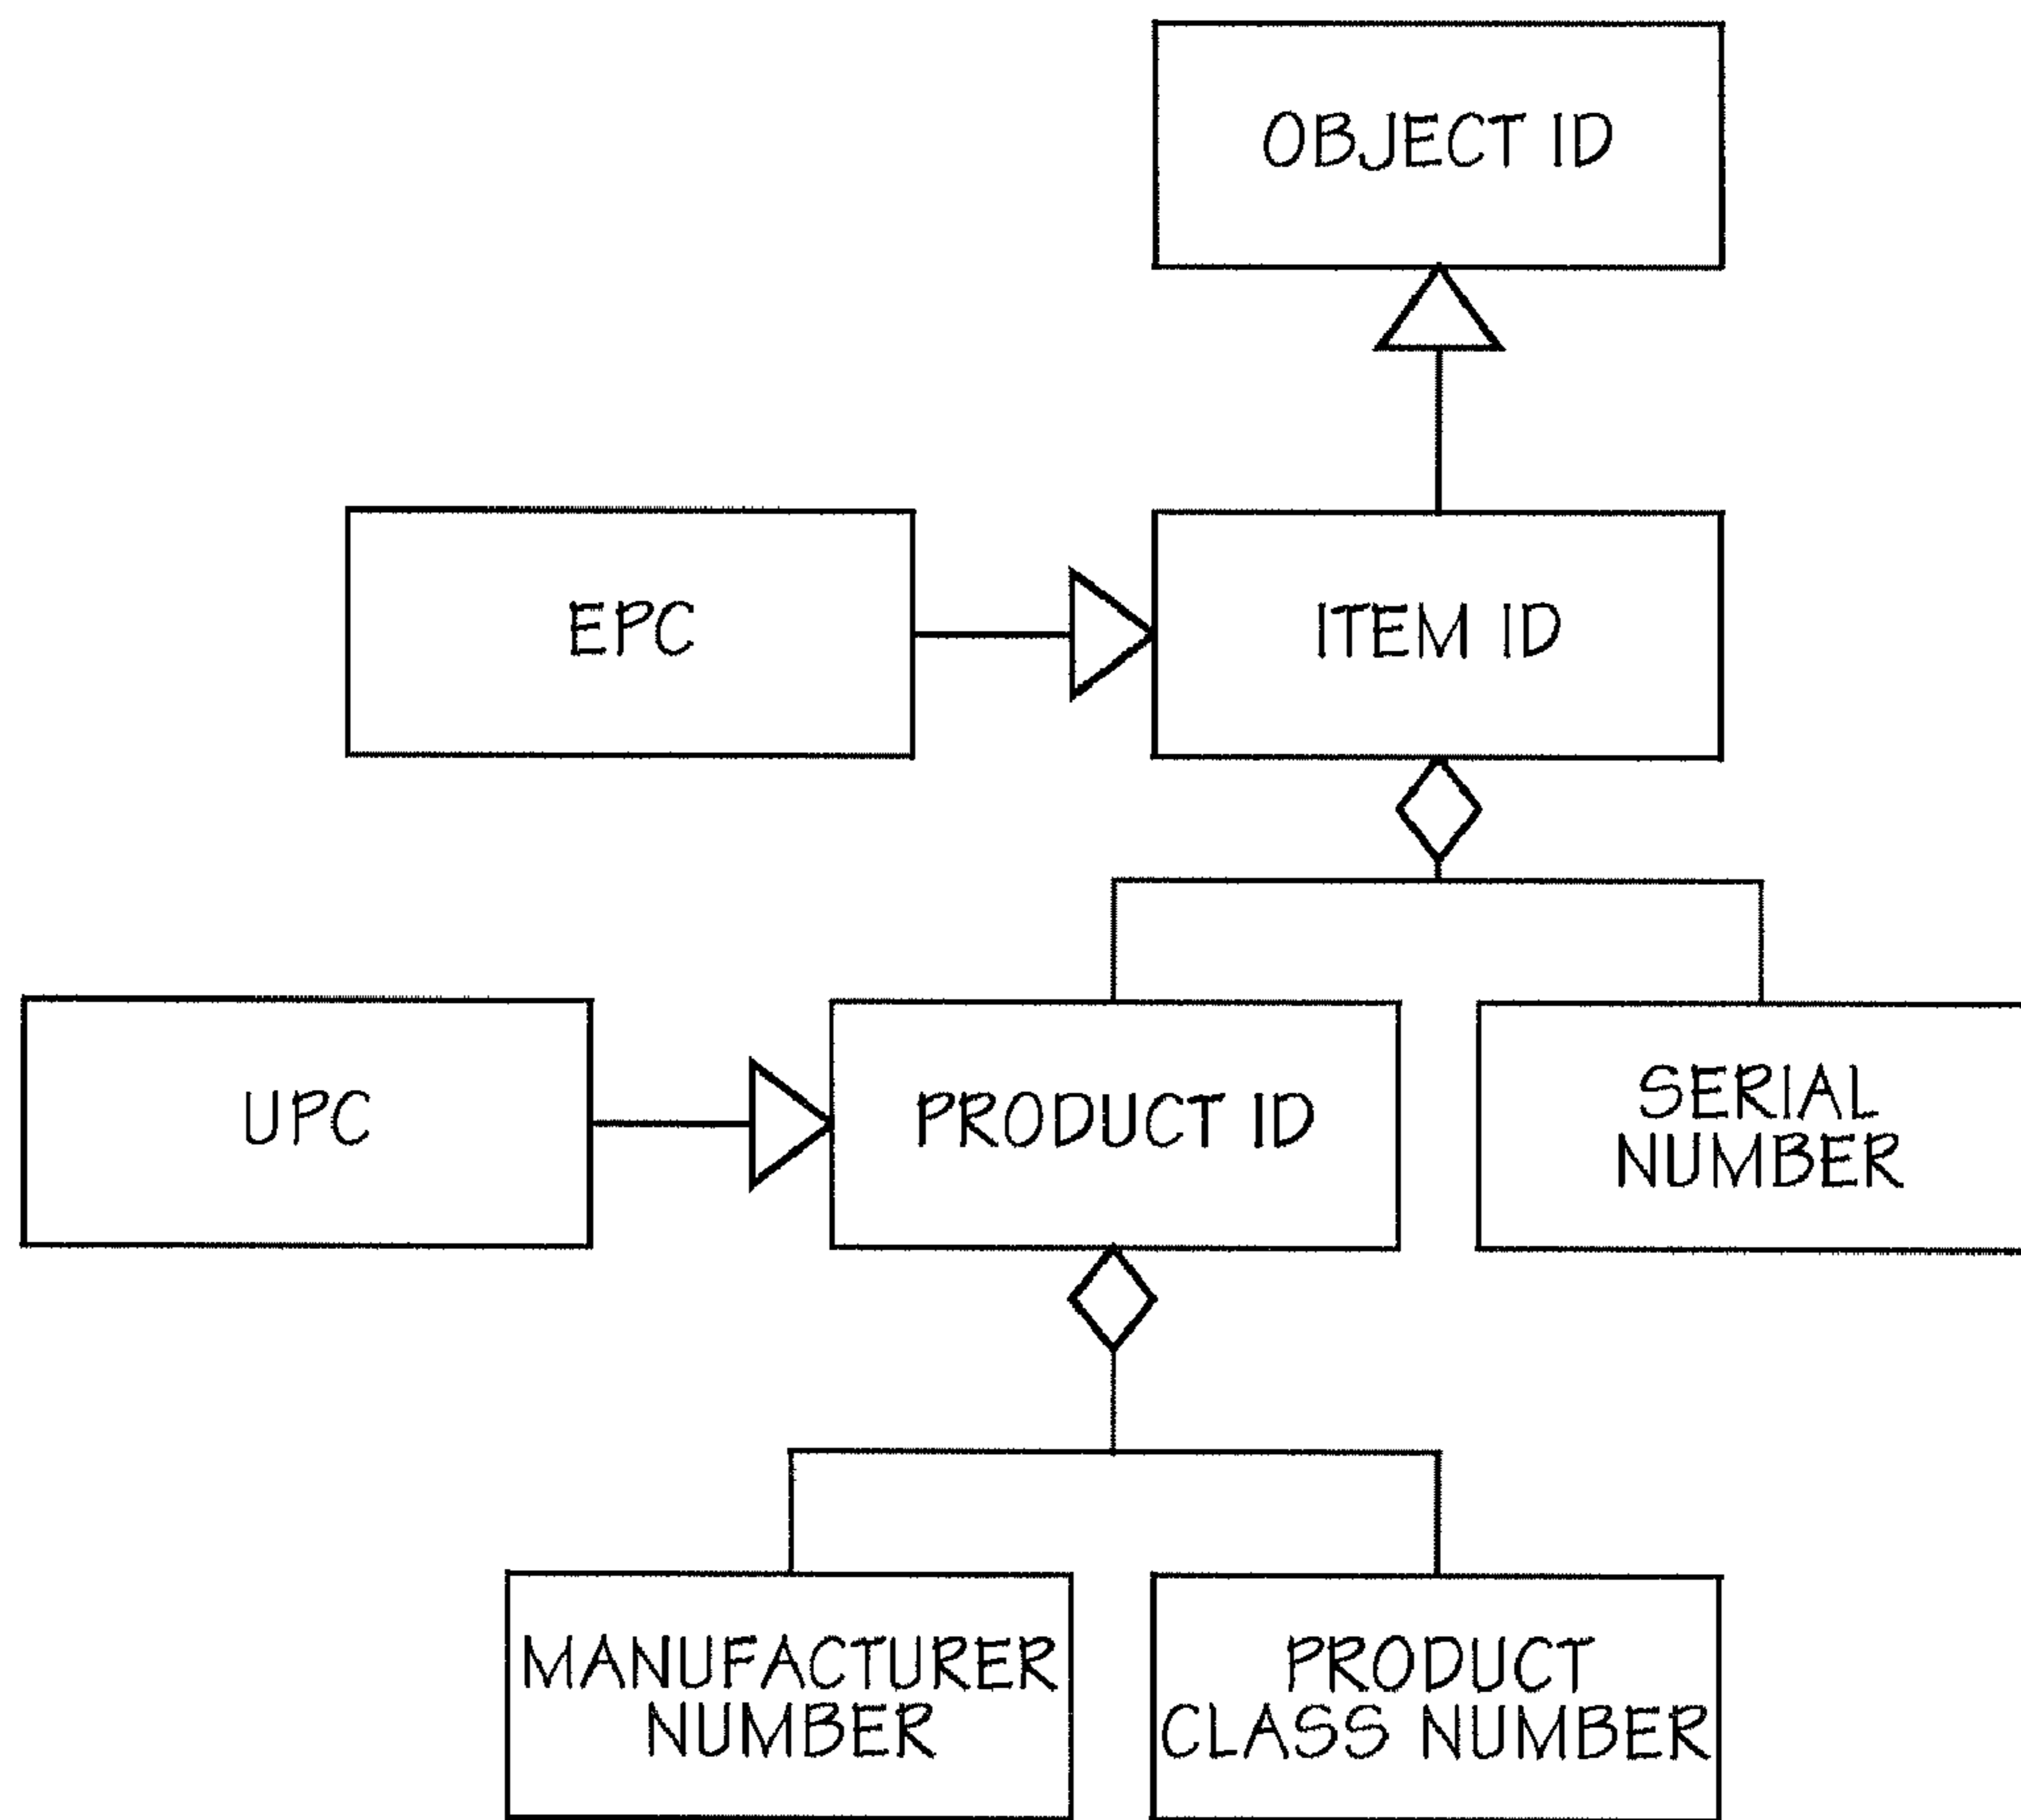 OBJECT ID
EPC
ITEM ID
UPC
PRODUCT ID
SERIAL
NUMBER
MANUFACTURER
NUMBER
PRODUCT
CLASS NUMBER